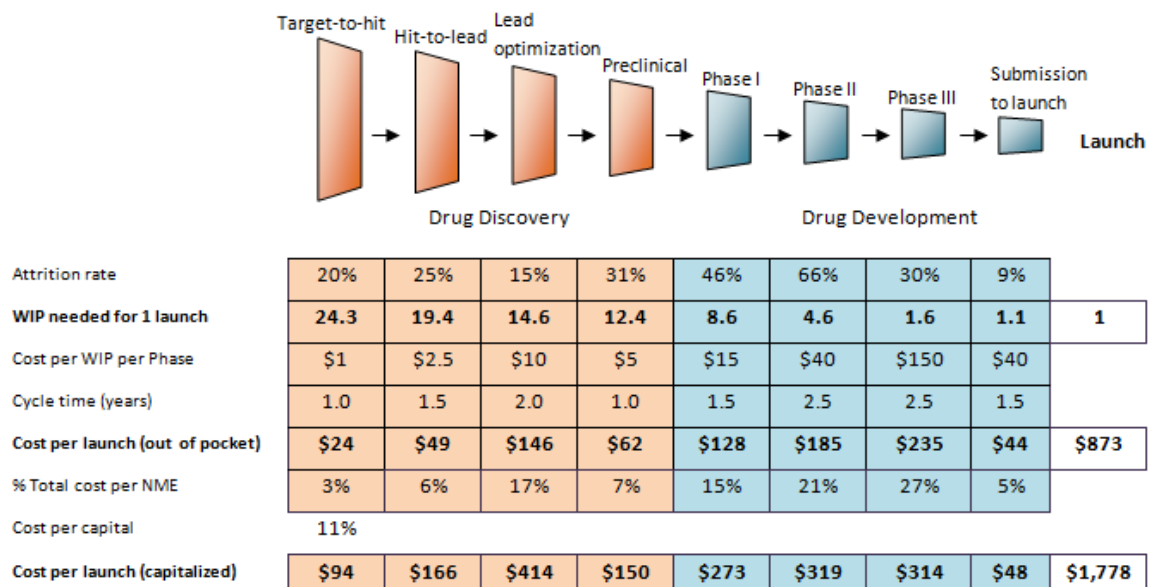 Target-to-hit
Hit-to-lead
Lead
optimization
Preclinical
Phase I
Phase II
Phase III
Submission
to launch
Launch
Drug Discovery
Drug Development
Attrition rate 20% 25% 15% 31% 46% 66% 30% 9%
WIP needed for 1 launch 24.3 19.4 14.6 12.4 8.6 4.6 1.6 1.1 1
Cost per WIP per Phase $1 $2.5 $10 $5 $15 $40 $150 $40
Cycle time (years) 1.0 1.5 2.0 1.0 1.5 2.5 2.5 1.5
Cost per launch (out of pocket) $24 $49 $146 $62 $128 $185 $235 $44 $873
% Total cost per NME 3% 6% 17% 7% 15% 21% 27% 5%
Cost per capital 11%
Cost per launch (capitalized) $94 $166 $414 $150 $273 $319 $314 $48 $1,778